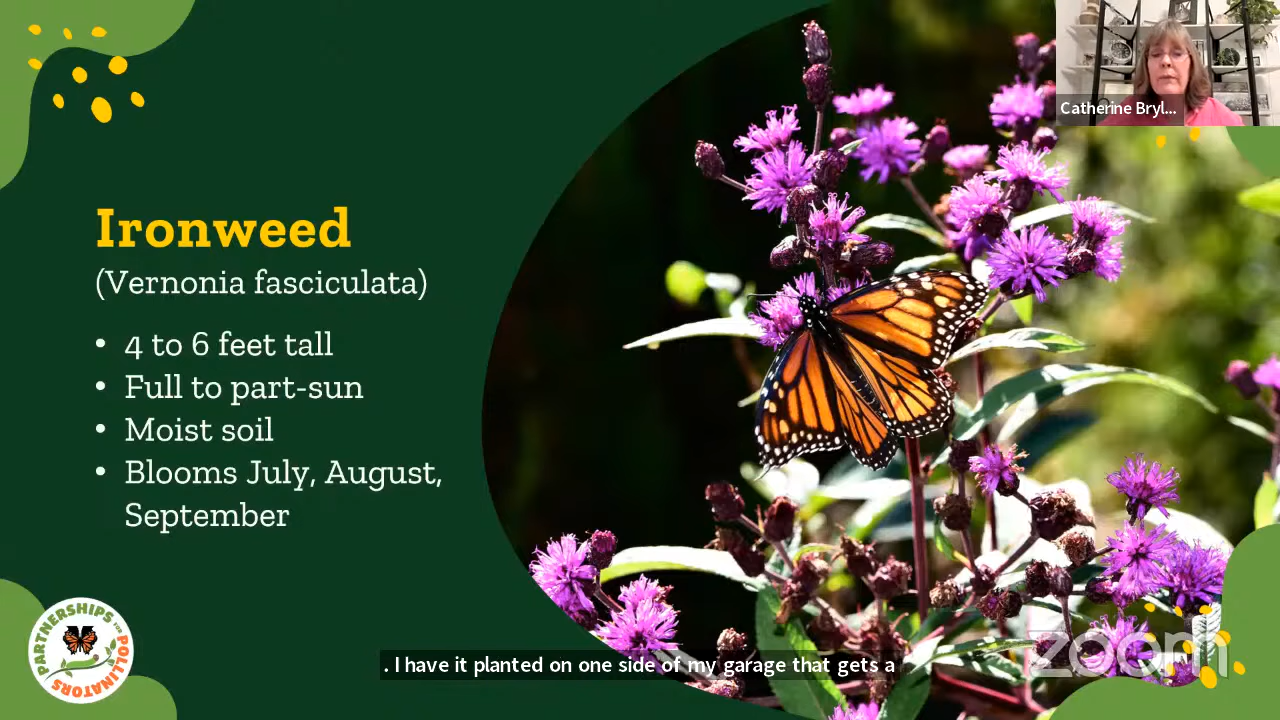 Catherine Bryl...
Ironweed
(Vernonia fasciculata)
• 4 to 6 feet tall
• Full to part-sun
• Moist soil
• Blooms July, August,
September
PARTNERSHIPS for POLLINATORS
. I have it planted on one side of my garage that gets a
zoom